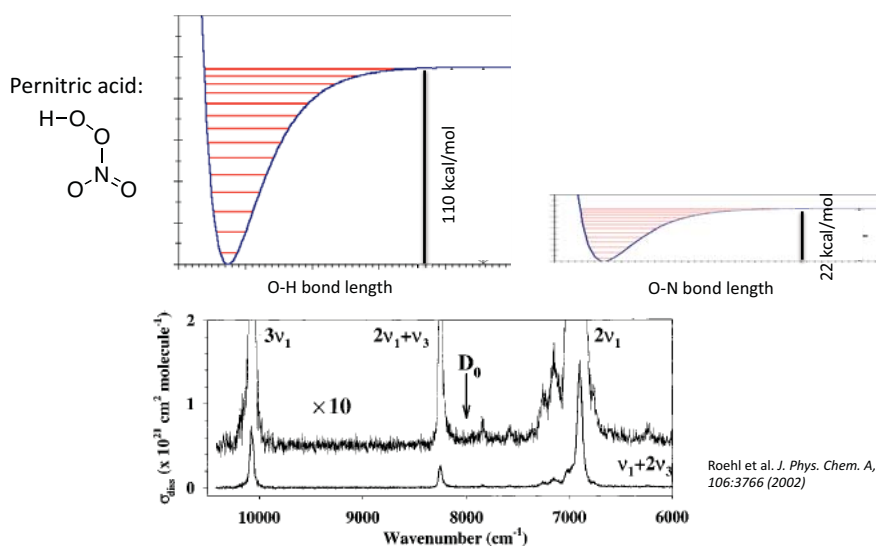 Pernitric acid:
H-O
O
N
O
O
110 kcal/mol
22 kcal/mol
O-H bond length
O-N bond length
3ν₁
2ν₁+ν₃
D₀
2ν₁
×10
ν₁+2ν₃
2
1
0
σdiss (x 10²³ cm² molecule⁻¹)
10000 9000 8000 7000 6000
Wavenumber (cm⁻¹)
Roehl et al. J. Phys. Chem. A,
106:3766 (2002)